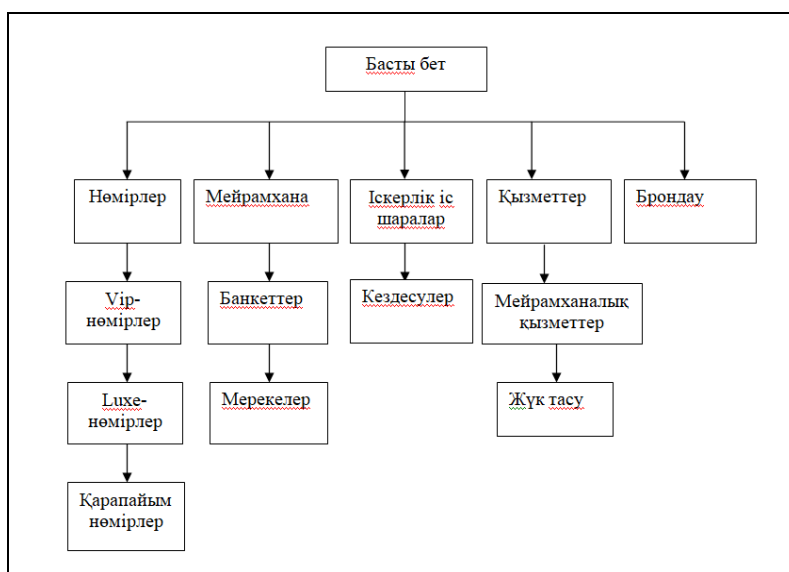 Басты бет
Нөмірлер
Мейрамхана
Іскерлік іс
шаралар
Қызметтер
Брондау
Vip-
нөмірлер
Банкеттер
Кездесулер
Мейрамханалық
қызметтер
Luxe-
нөмірлер
Мерекелер
Жүк тасу
Қарапайым
нөмірлер